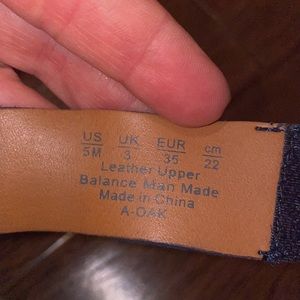 US UK EUR cm
5M 3 35 22
Leather Upper
Balance Man Made
Made in China
A-OAK